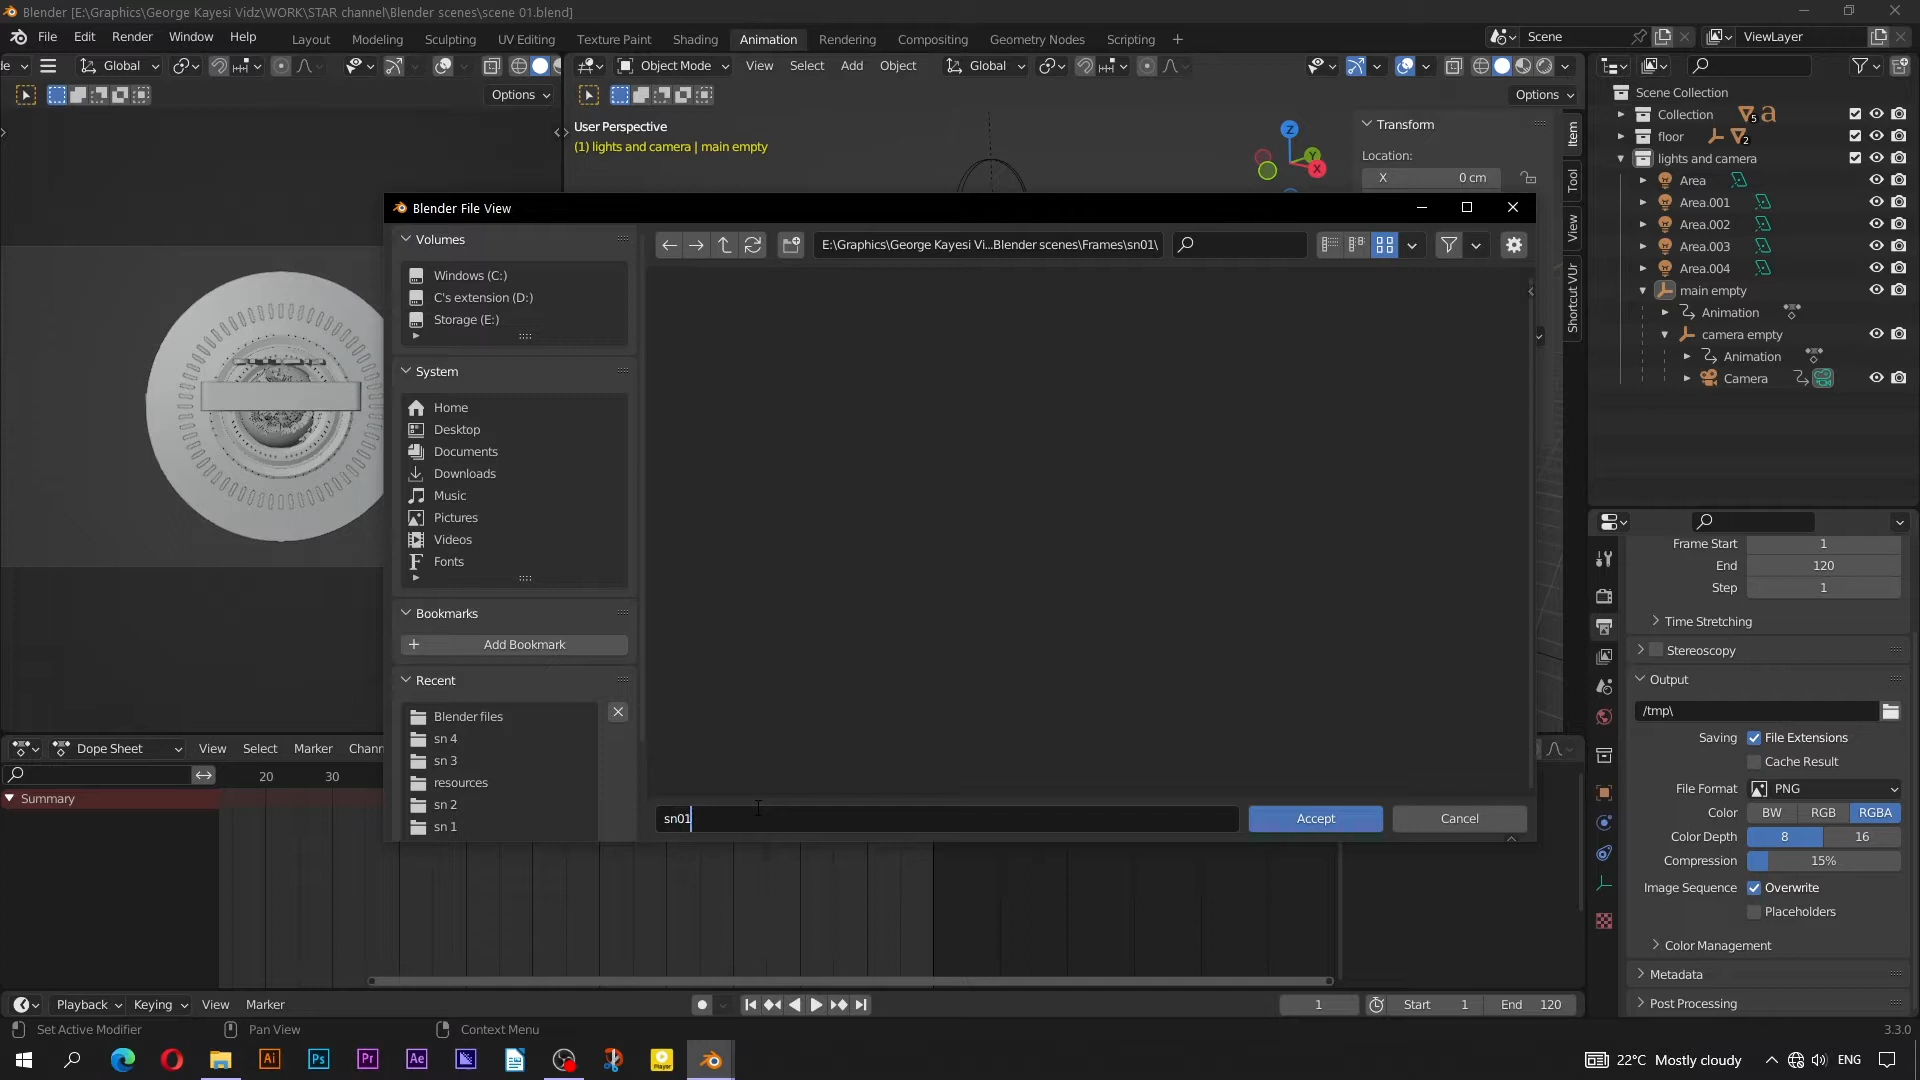 Blender [E:\Graphics\George Kayesi Vidz\WORK\STAR channel\Blender scenes\scene 01.blend]
File Edit Render Window Help Layout Modeling Sculpting UV Editing Texture Paint Shading Animation Rendering Compositing Geometry Nodes Scripting + Scene ViewLayer
de Global Object Mode View Select Add Object Global
Options Options
User Perspective
(1) lights and camera | main empty
Z
Y
X
Transform
Location:
X 0 cm
Item
Tool
View
Shortcut VUr
Scene Collection
Collection 5
floor 2
lights and camera
Area
Area.001
Area.002
Area.003
Area.004
main empty
Animation
camera empty
Animation
Camera
Blender File View
Volumes
Windows (C:)
C's extension (D:)
Storage (E:)
System
Home
Desktop
Documents
Downloads
Music
Pictures
Videos
Fonts
Bookmarks
Add Bookmark
Recent
Blender files
sn 4
sn 3
resources
sn 2
sn 1
E:\Graphics\George Kayesi Vi...Blender scenes\Frames\sn01\
sn01
Accept
Cancel
Frame Start 1
End 120
Step 1
Time Stretching
Stereoscopy
Output
/tmp\
Saving File Extensions
Cache Result
File Format PNG
Color BW RGB RGBA
Color Depth 8 16
Compression 15%
Image Sequence Overwrite
Placeholders
Color Management
Metadata
Post Processing
Dope Sheet View Select Marker Chann
20 30
Summary
Playback Keying View Marker 1 Start 1 End 120
Set Active Modifier Pan View Context Menu 3.3.0
Ai Ps Pr Ae Player 22°C Mostly cloudy ENG